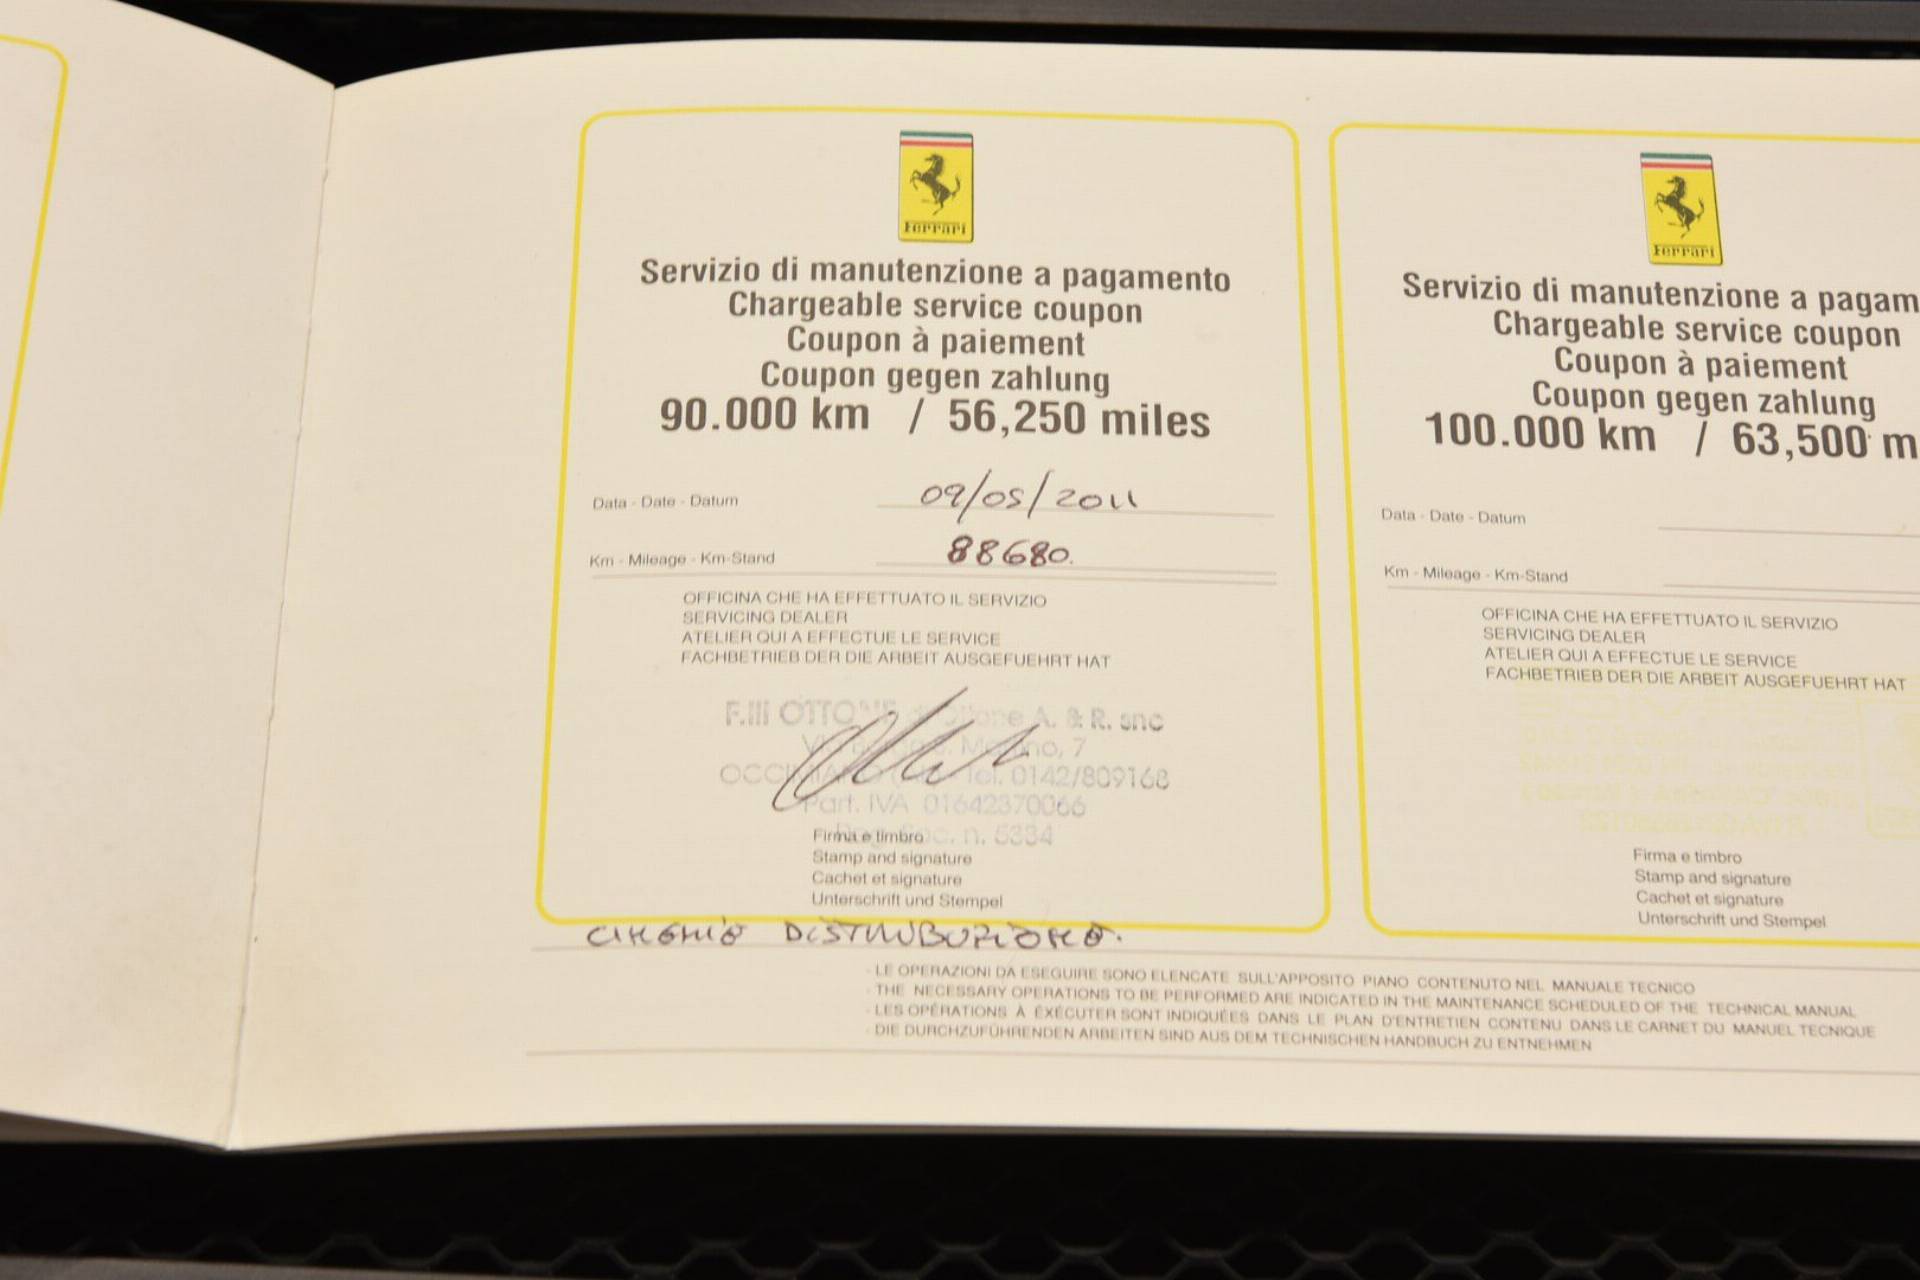 Ferrari
Servizio di manutenzione a pagamento
Chargeable service coupon
Coupon à paiement
Coupon gegen zahlung
90.000 km / 56,250 miles
Data - Date - Datum 09/05/2011
Km - Mileage - Km-Stand 88680.
OFFICINA CHE HA EFFETTUATO IL SERVIZIO
SERVICING DEALER
ATELIER QUI A EFFECTUE LE SERVICE
FACHBETRIEB DER DIE ARBEIT AUSGEFUEHRT HAT
F.lli OTTONE di Ottone A. & R. snc
7
Tel. 0142/809168
Part. IVA 01642370066
n. 5334
Firma e timbro
Stamp and signature
Cachet et signature
Unterschrift und Stempel
DISTRIBUZIONE.
Ferrari
Servizio di manutenzione a pagam
Chargeable service coupon
Coupon à paiement
Coupon gegen zahlung
100.000 km / 63,500 m
Data - Date - Datum
Km - Mileage - Km-Stand
OFFICINA CHE HA EFFETTUATO IL SERVIZIO
SERVICING DEALER
ATELIER QUI A EFFECTUE LE SERVICE
FACHBETRIEB DER DIE ARBEIT AUSGEFUEHRT HAT
Firma e timbro
Stamp and signature
Cachet et signature
Unterschrift und Stempel
- LE OPERAZIONI DA ESEGUIRE SONO ELENCATE SULL'APPOSITO PIANO CONTENUTO NEL MANUALE TECNICO
- THE NECESSARY OPERATIONS TO BE PERFORMED ARE INDICATED IN THE MAINTENANCE SCHEDULED OF THE TECHNICAL MANUAL
- LES OPÉRATIONS À EXÉCUTER SONT INDIQUÉES DANS LE PLAN D'ENTRETIEN CONTENU DANS LE CARNET DU MANUEL TECNIQUE
- DIE DURCHZUFÜHRENDEN ARBEITEN SIND AUS DEM TECHNISCHEN HANDBUCH ZU ENTNEHMEN